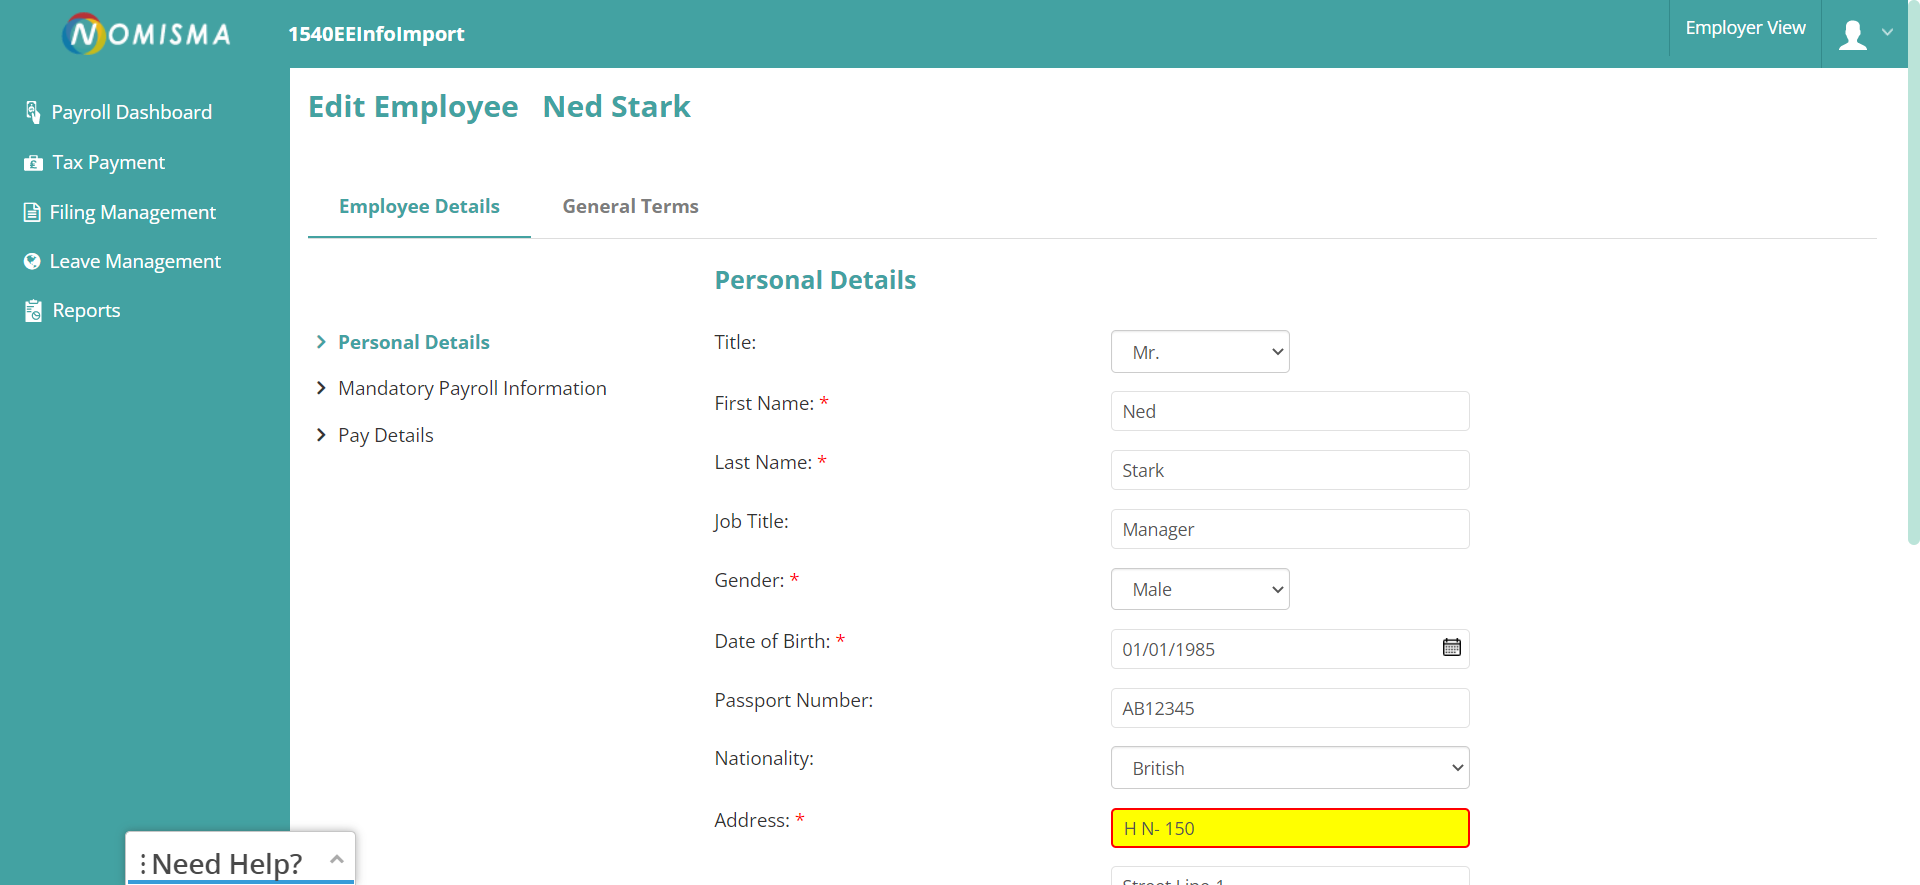 NOMISMA
1540EEInfoImport
Employer View
Payroll Dashboard
Tax Payment
Filing Management
Leave Management
Reports
Edit Employee Ned Stark
Employee Details
General Terms
Personal Details
Mandatory Payroll Information
Pay Details
Personal Details
Title:
Mr.
First Name: *
Ned
Last Name: *
Stark
Job Title:
Manager
Gender: *
Male
Date of Birth: *
01/01/1985
Passport Number:
AB12345
Nationality:
British
Address: *
H N- 150
Street Line 1
Need Help?